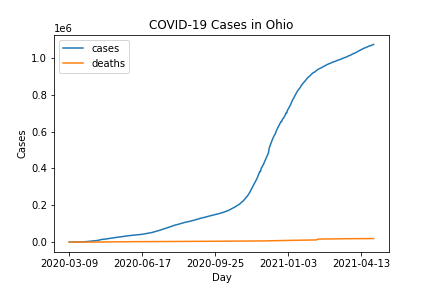 COVID-19 Cases in Ohio
1e6
cases
deaths
1.0
0.8
0.6
0.4
0.2
0.0
Cases
2020-03-09 2020-06-17 2020-09-25 2021-01-03 2021-04-13
Day